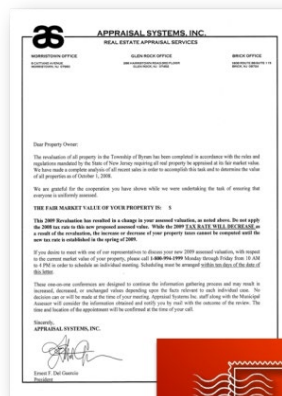 APPRAISAL SYSTEMS, INC.
REAL ESTATE APPRAISAL SERVICES
MORRISTOWN OFFICE GLEN ROCK OFFICE BRICK OFFICE
Dear Property Owner:
The revaluation of all property in the Township of Byram has been completed in accordance with the rules and
regulations mandated by the State of New Jersey requiring all real property be appraised at its fair market value.
We have made a complete analysis of all recent sales in order to accomplish this task and to determine the value
of all properties as of October 1, 2008.
We are grateful for the cooperation you have shown while we were undertaking the task of ensuring that
everyone is uniformly assessed.
THE FAIR MARKET VALUE OF YOUR PROPERTY IS: $
This 2009 Revaluation has resulted in a change in your assessed valuation, as noted above. Do not apply
the 2008 tax rate to this new proposed assessment. While the 2009 TAX RATE WILL DECREASE as
a result of the revaluation, the increase or decrease of your property taxes cannot be computed until the
new tax rate is established in the spring of 2009.
If you desire to meet with one of our representatives to discuss your new 2009 assessed valuation, with respect
to the current market value of your property, please call 1-800-994-1999 Monday through Friday from 10 AM
to 4 PM in order to schedule an individual meeting. Scheduling must be arranged within ten days of the date of
this letter.
These one-on-one conferences are designed to continue the information gathering process and may result in
increased, decreased, or unchanged values depending upon the facts relevant to each individual case. No
decision can or will be made at the time of your meeting. Appraisal Systems Inc. staff along with the Municipal
Assessor will consider the information obtained and notify you by mail with the outcome of the review. The
time and location of the appointment will be confirmed at the time of your call.
Sincerely,
APPRAISAL SYSTEMS, INC.
Ernest F. Del Guercio
President